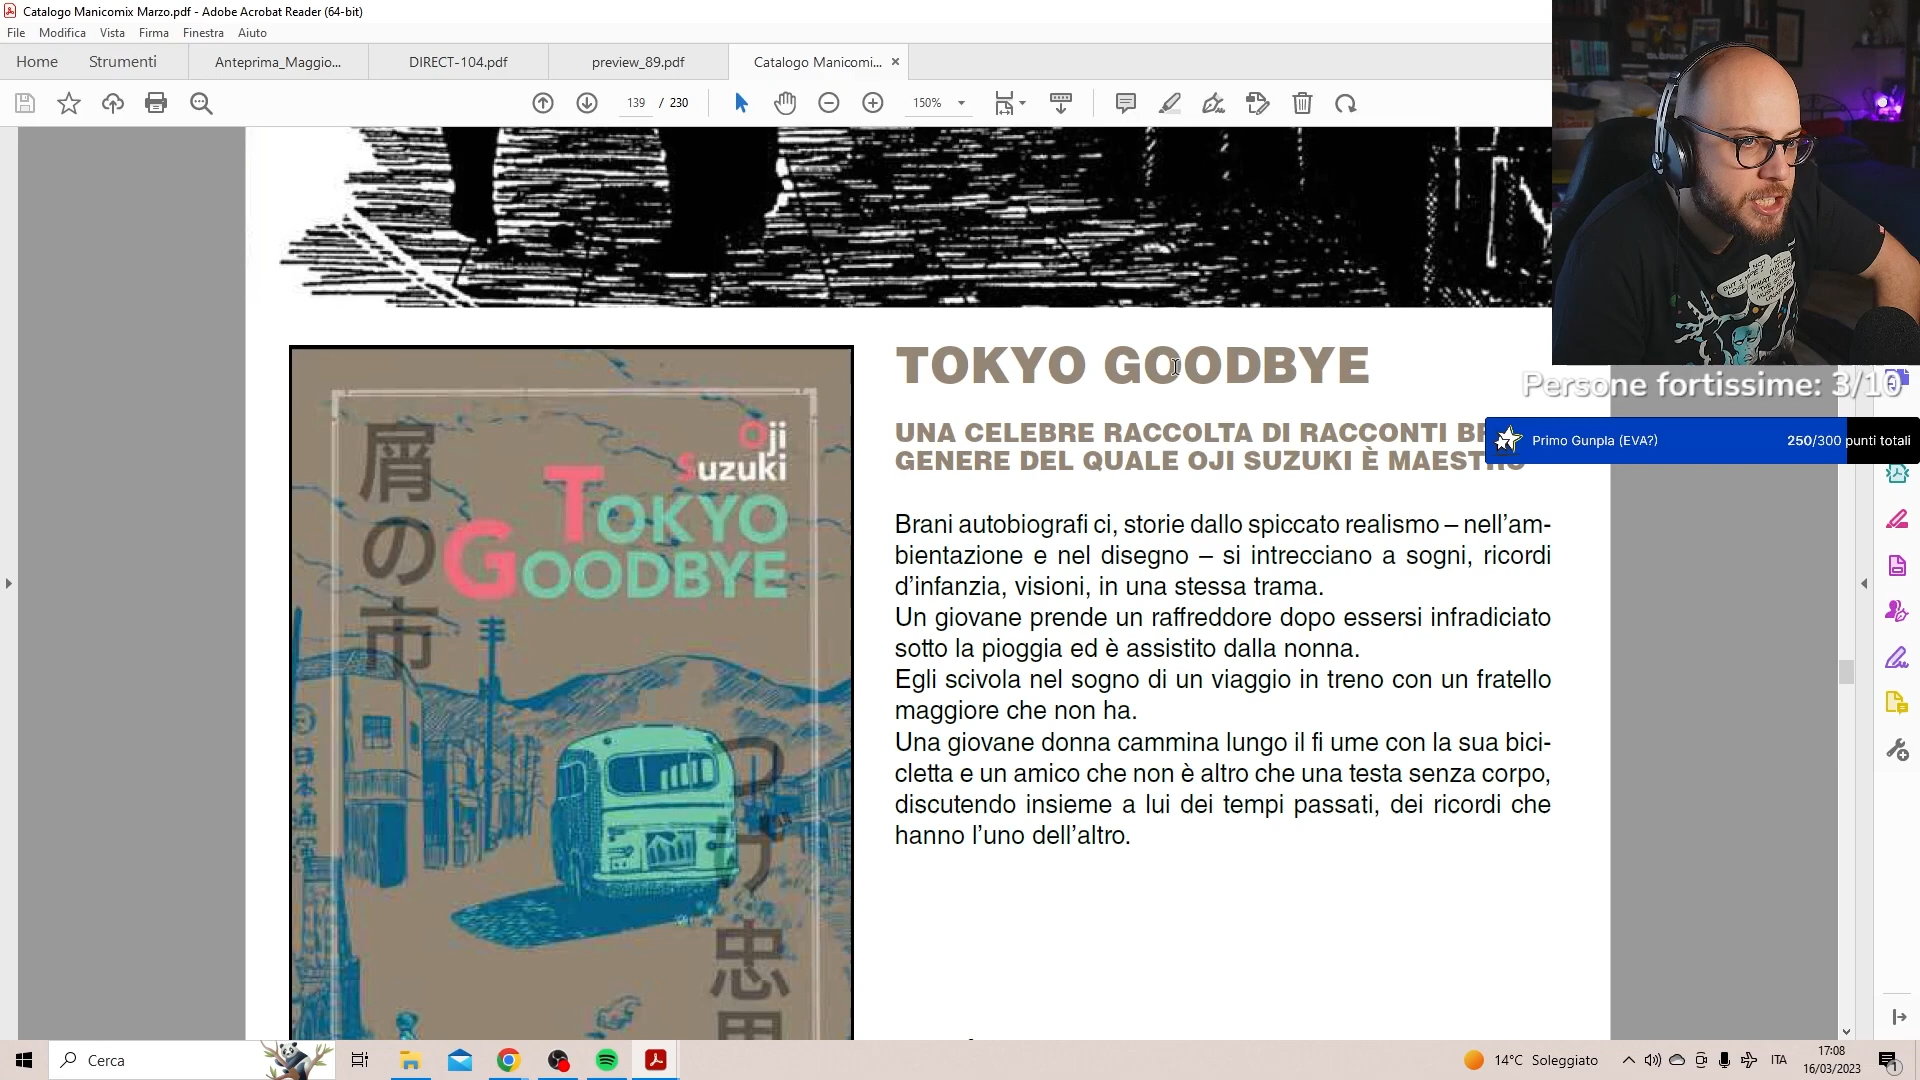 Catalogo Manicomix Marzo.pdf - Adobe Acrobat Reader (64-bit)
File Modifica Vista Firma Finestra Aiuto
Home Strumenti Anteprima_Maggio... DIRECT-104.pdf preview_89.pdf Catalogo Manicomi... ×
139 / 230 150%
TOKYO GOODBYE
Persone fortissime: 3/10
UNA CELEBRE RACCOLTA DI RACCONTI
Primo Gunpla (EVA?) 250/300 punti totali
GENERE DEL QUALE OJI SUZUKI È MAESTRO
Brani autobiografi ci, storie dallo spiccato realismo – nell’am-
bientazione e nel disegno – si intrecciano a sogni, ricordi
d’infanzia, visioni, in una stessa trama.
Un giovane prende un raffreddore dopo essersi infradiciato
sotto la pioggia ed è assistito dalla nonna.
Egli scivola nel sogno di un viaggio in treno con un fratello
maggiore che non ha.
Una giovane donna cammina lungo il fi ume con la sua bici-
cletta e un amico che non è altro che una testa senza corpo,
discutendo insieme a lui dei tempi passati, dei ricordi che
hanno l’uno dell’altro.
Oji
Suzuki
TOKYO
GOODBYE
屑の市
日本
忠男
Cerca
14°C Soleggiato
ITA
17:08
16/03/2023
1